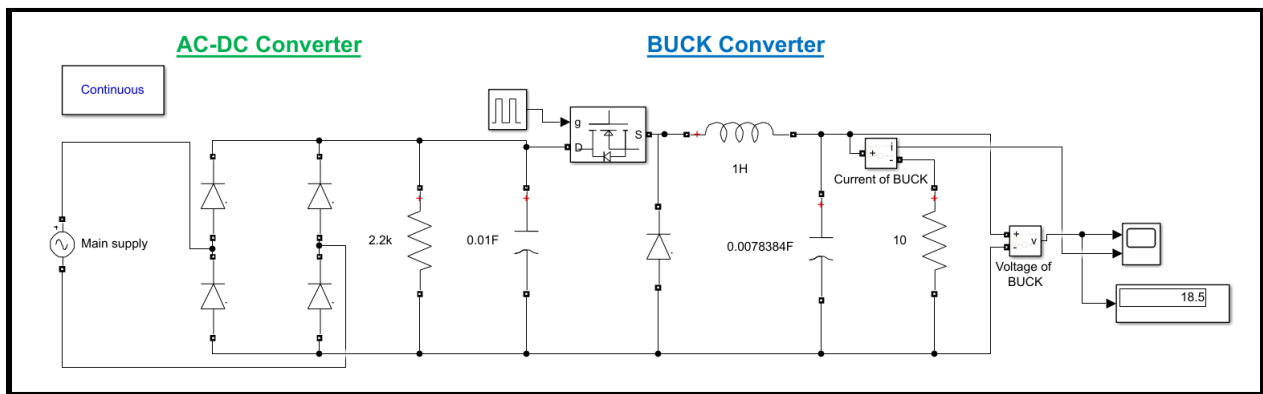 AC-DC Converter
BUCK Converter
Continuous
g
D
S
1H
i
+
-
Current of BUCK
+
Main supply
2.2k
0.01F
0.0078384F
10
+
-
v
Voltage of
BUCK
18.5